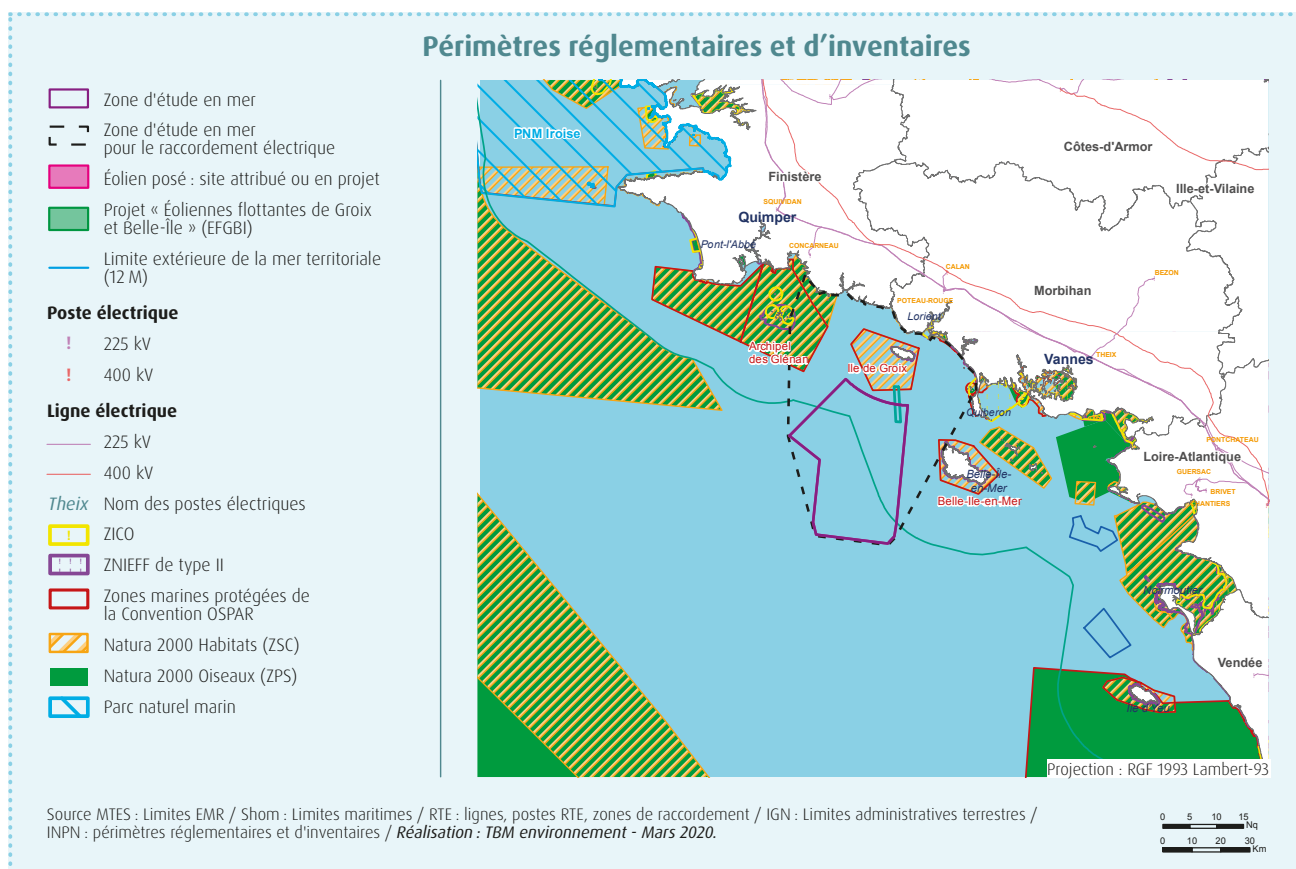 Périmètres réglementaires et d'inventaires
Zone d'étude en mer
Zone d'étude en mer
pour le raccordement électrique
Éolien posé : site attribué ou en projet
Projet « Éoliennes flottantes de Groix
et Belle-Île » (EFGBI)
Limite extérieure de la mer territoriale
(12 M)
Poste électrique
! 225 kV
! 400 kV
Ligne électrique
225 kV
400 kV
Theix Nom des postes électriques
ZICO
ZNIEFF de type II
Zones marines protégées de
la Convention OSPAR
Natura 2000 Habitats (ZSC)
Natura 2000 Oiseaux (ZPS)
Parc naturel marin
PNM Iroise
Côtes-d'Armor
Finistère
Ille-et-Vilaine
SQUIVIDAN
Quimper
Pont-l'Abbé
CONCARNEAU
CALAN
BEZON
Morbihan
POTEAU-ROUGE
Lorient
Archipel
des Glénan
Ile de Groix
Vannes
THEIX
Quiberon
PONTCHATEAU
Loire-Atlantique
GUERSAC
Belle-Île-
en-Mer
Belle-Ile-en-Mer
BRIVET
HANTIERS
Noirmoutier
Vendée
Ile d'Yeu
Projection : RGF 1993 Lambert-93
Source MTES : Limites EMR / Shom : Limites maritimes / RTE : lignes, postes RTE, zones de raccordement / IGN : Limites administratives terrestres /
INPN : périmètres réglementaires et d'inventaires / Réalisation : TBM environnement - Mars 2020.
0 5 10 15
Nq
0 10 20 30
Km